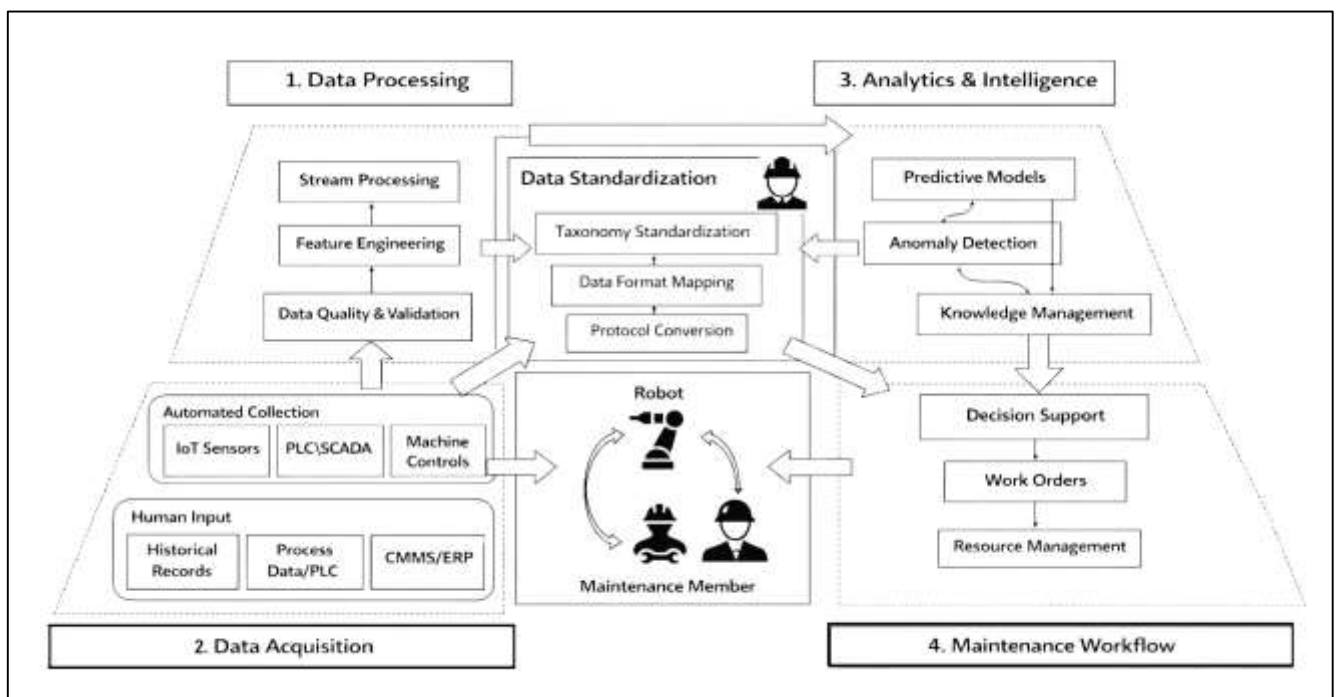 1. Data Processing
3. Analytics & Intelligence
Stream Processing
Feature Engineering
Data Quality & Validation
Data Standardization
Taxonomy Standardization
Data Format Mapping
Protocol Conversion
Predictive Models
Anomaly Detection
Knowledge Management
Automated Collection
IoT Sensors
PLC\SCADA
Machine
Controls
Human Input
Historical
Records
Process
Data/PLC
CMMS/ERP
Robot
Maintenance Member
Decision Support
Work Orders
Resource Management
2. Data Acquisition
4. Maintenance Workflow